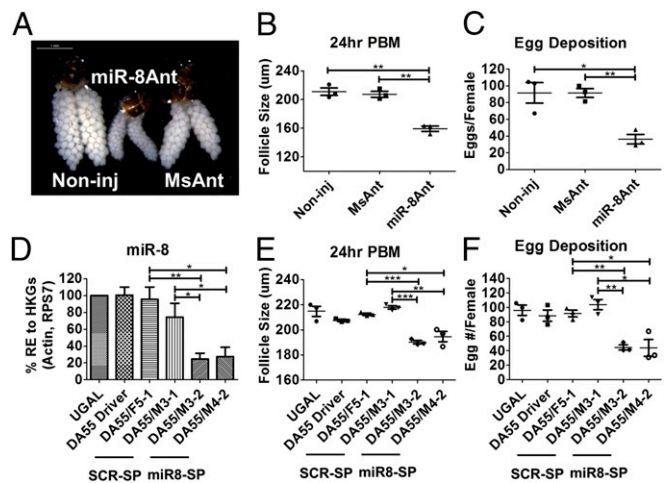 A
1 mm
miR-8Ant
Non-inj MsAnt
B
24hr PBM
Follicle Size (um)
240
200
160
**
**
Non-inj
MsAnt
miR-8Ant
C
Egg Deposition
Eggs/Female
120
100
80
60
40
20
0
*
**
Non-inj
MsAnt
miR-8Ant
D
miR-8
% RE to HKGs
(Actin, RPS7)
120
100
80
60
40
20
0
*
**
*
*
UGAL
DA55 Driver
DA55/F5-1
DA55/M3-1
DA55/M3-2
DA55/M4-2
SCR-SP miR8-SP
E
24hr PBM
Follicle Size (um)
240
220
200
180
160
*
***
**
***
UGAL
DA55 Driver
DA55/F5-1
DA55/M3-1
DA55/M3-2
DA55/M4-2
SCR-SP miR8-SP
F
Egg Deposition
Egg #/Female
160
140
120
100
80
60
40
20
0
*
**
*
**
UGAL
DA55 Driver
DA55/F5-1
DA55/M3-1
DA55/M3-2
DA55/M4-2
SCR-SP miR8-SP